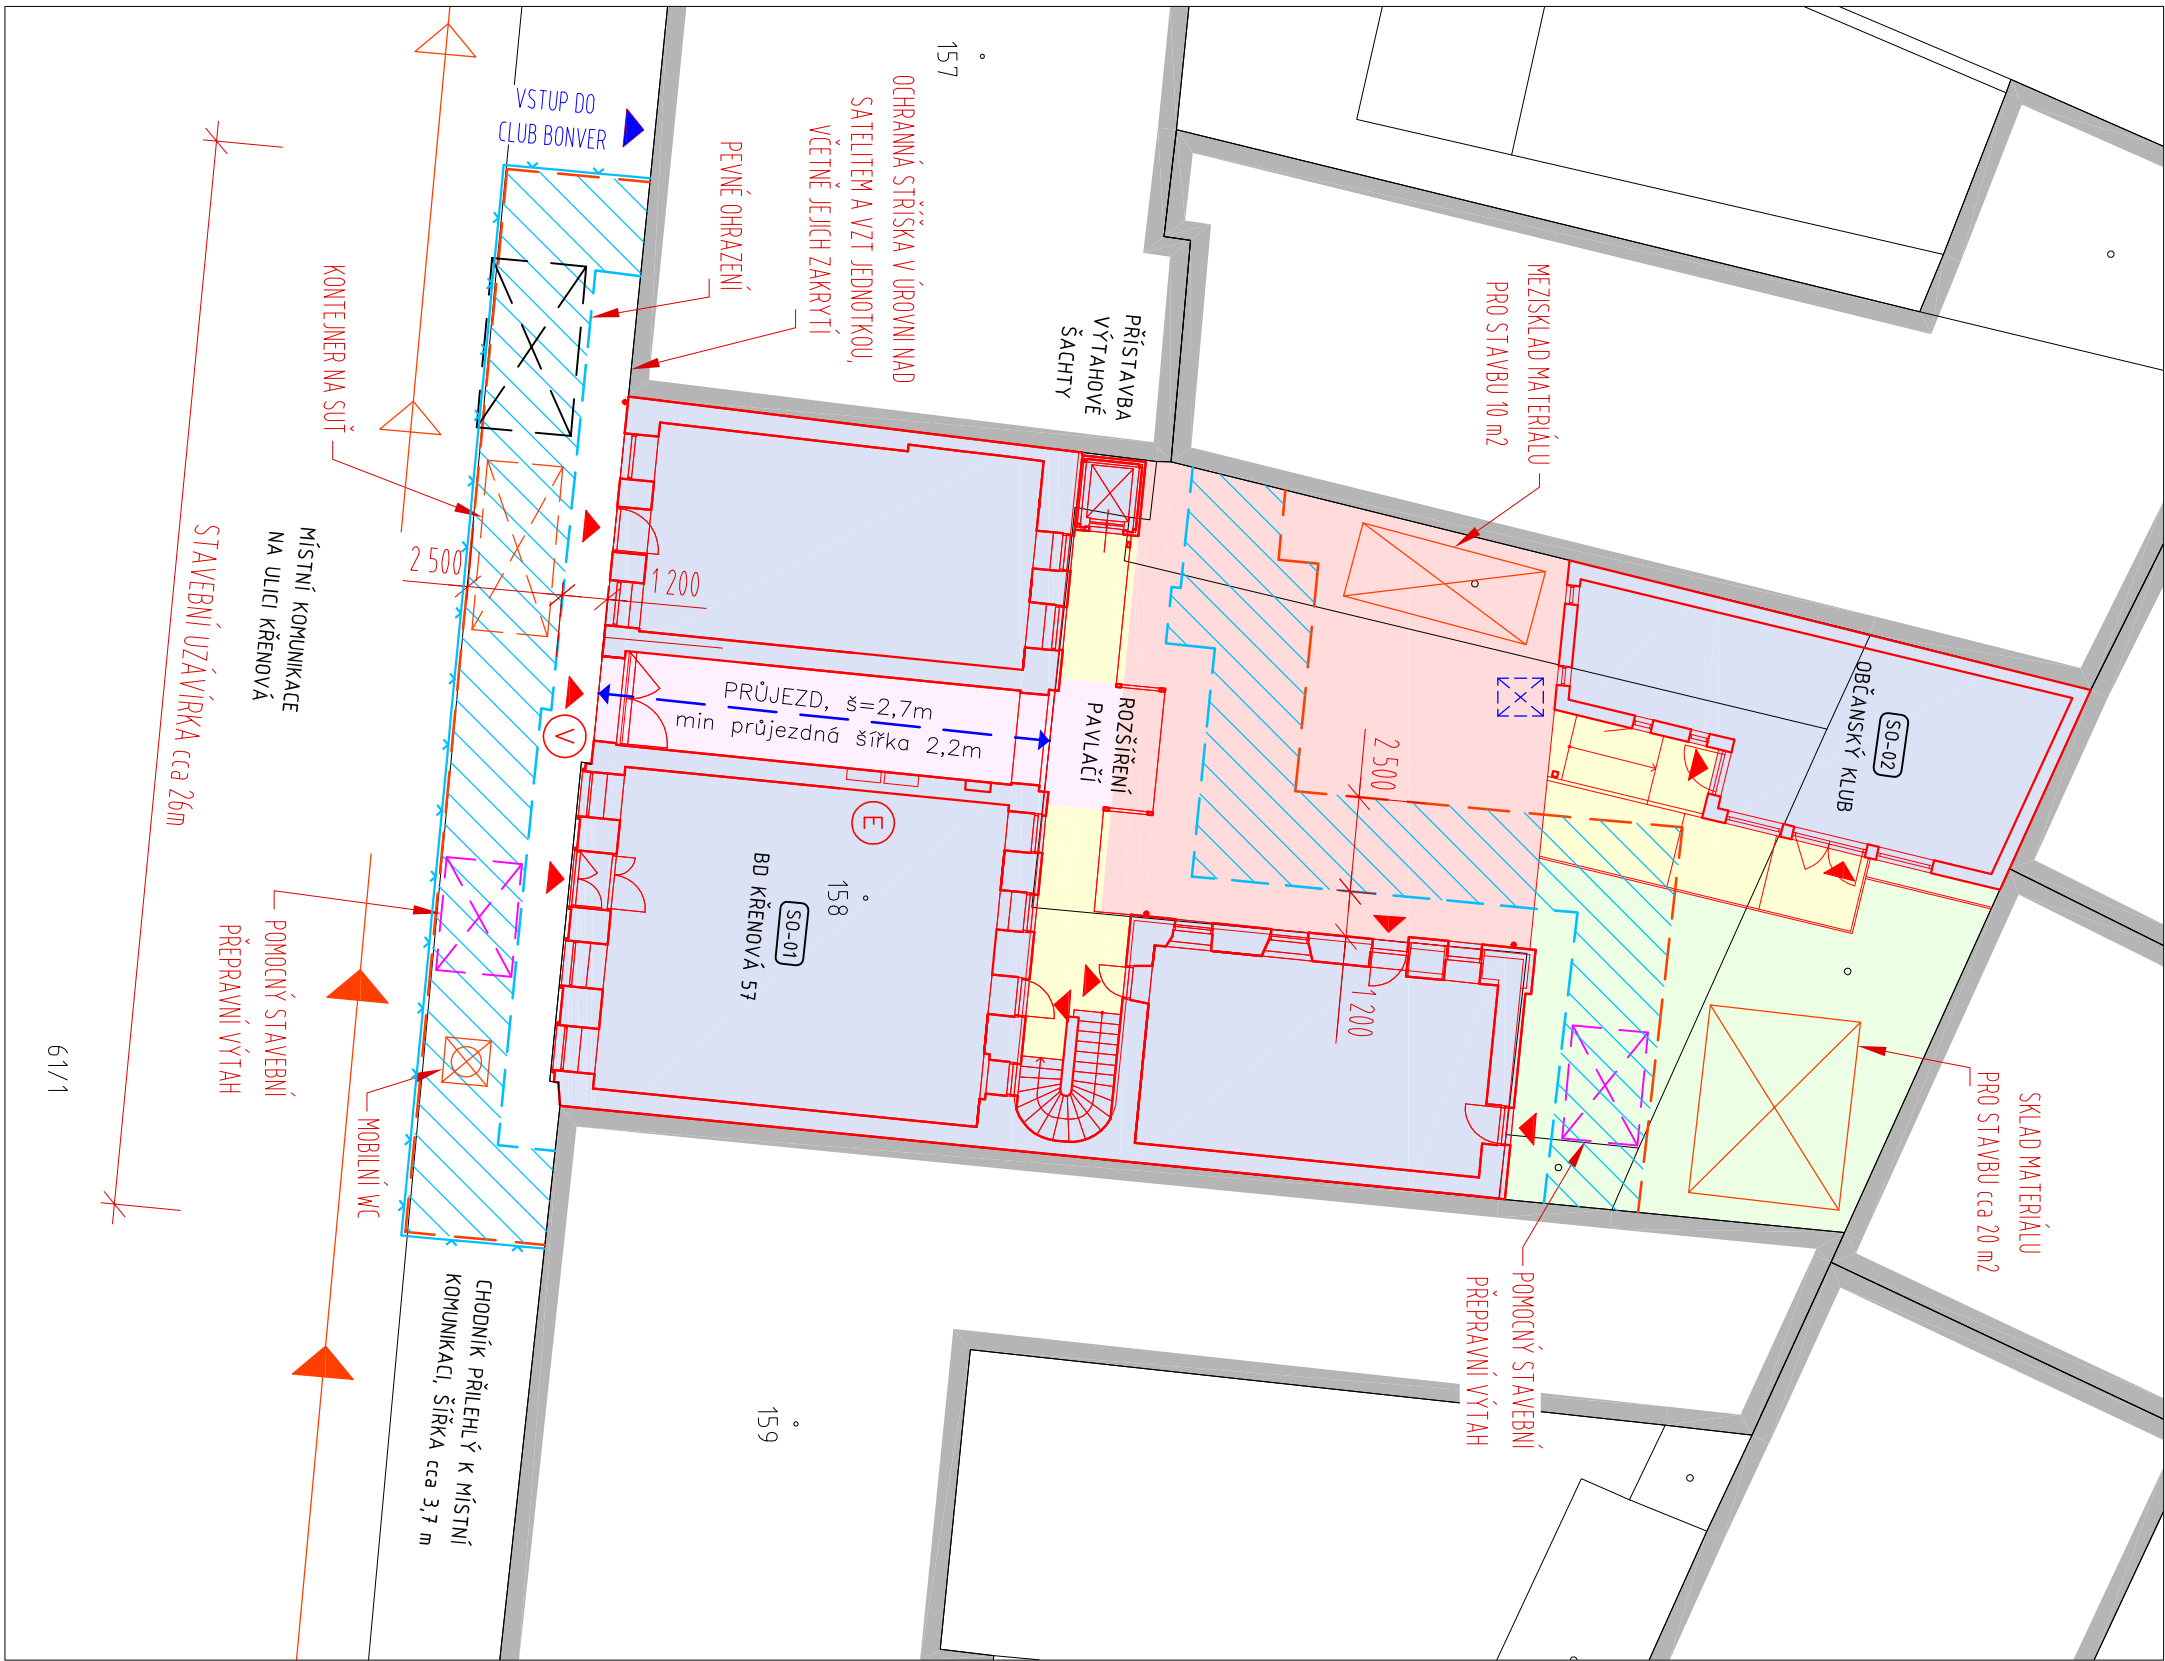 157
VSTUP DO
CLUB BONVER
OCHRANNÁ STŘÍŠKA V ÚROVNI NAD
SATELITEM A VZT JEDNOTKOU,
VČETNĚ JEJICH ZAKRYTÍ
PEVNÉ OHRAZENÍ
KONTEJNER NA SUŤ
PŘÍSTAVBA
VÝTAHOVÉ
ŠACHTY
MEZISKLAD MATERIÁLU
PRO STAVBU 10 m2
MÍSTNÍ KOMUNIKACE
NA ULICI KŘENOVÁ
STAVEBNÍ UZÁVÍRKA cca 26m
2 500
1 200
PRŮJEZD, š=2,7m
min průjezdná šířka 2,2m
ROZŠÍŘENÍ
PAVLAČÍ
V
E
2 500
1 200
SO-02
OBČANSKÝ KLUB
158
SO-01
BD KŘENOVÁ 57
POMOCNÝ STAVEBNÍ
PŘEPRAVNÍ VÝTAH
MOBILNÍ WC
61/1
SKLAD MATERIÁLU
PRO STAVBU cca 20 m2
POMOCNÝ STAVEBNÍ
PŘEPRAVNÍ VÝTAH
CHODNÍK PŘILEHLÝ K MÍSTNÍ
KOMUNIKACI, ŠÍŘKA cca 3,7 m
159